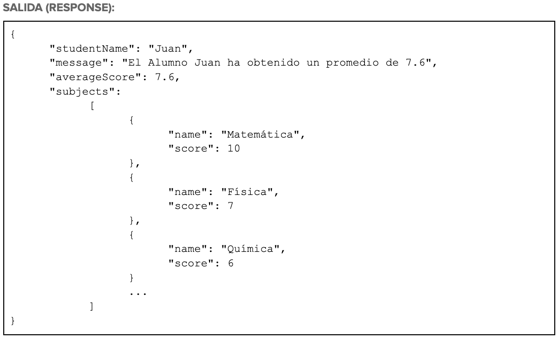 SALIDA (RESPONSE):
{
"studentName": "Juan",
"message": "El Alumno Juan ha obtenido un promedio de 7.6",
"averageScore": 7.6,
"subjects":
[
{
"name": "Matemática",
"score": 10
},
{
"name": "Física",
"score": 7
},
{
"name": "Química",
"score": 6
}
...
]
}